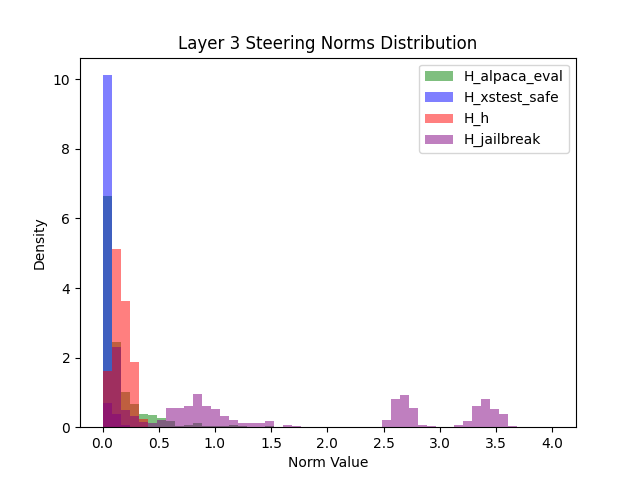 Layer 3 Steering Norms Distribution
H_alpaca_eval
H_xstest_safe
H_h
H_jailbreak
10
8
6
4
2
0
Density
0.0 0.5 1.0 1.5 2.0 2.5 3.0 3.5 4.0
Norm Value